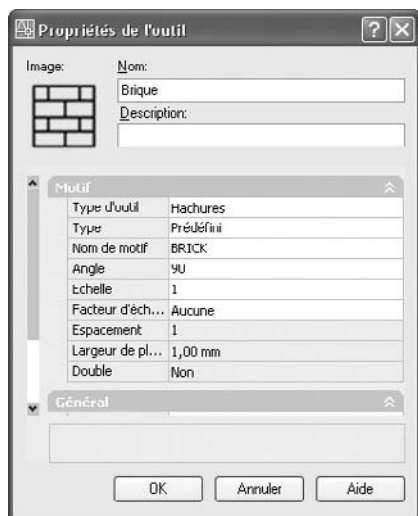 Propriétés de l'outil
Image:
Nom:
Brique
Description:
Motif
Type d'outil Hachures
Type Prédéfini
Nom de motif BRICK
Angle 90
Echelle 1
Facteur d'éch... Aucune
Espacement 1
Largeur de pl... 1,00 mm
Double Non
Général
OK Annuler Aide